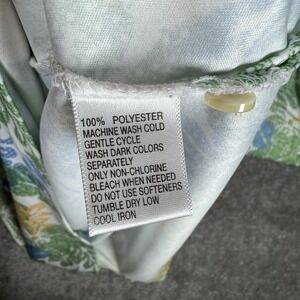 100% POLYESTER
MACHINE WASH COLD
GENTLE CYCLE
WASH DARK COLORS
SEPARATELY
ONLY NON-CHLORINE
BLEACH WHEN NEEDED
DO NOT USE SOFTENERS
TUMBLE DRY LOW
COOL IRON